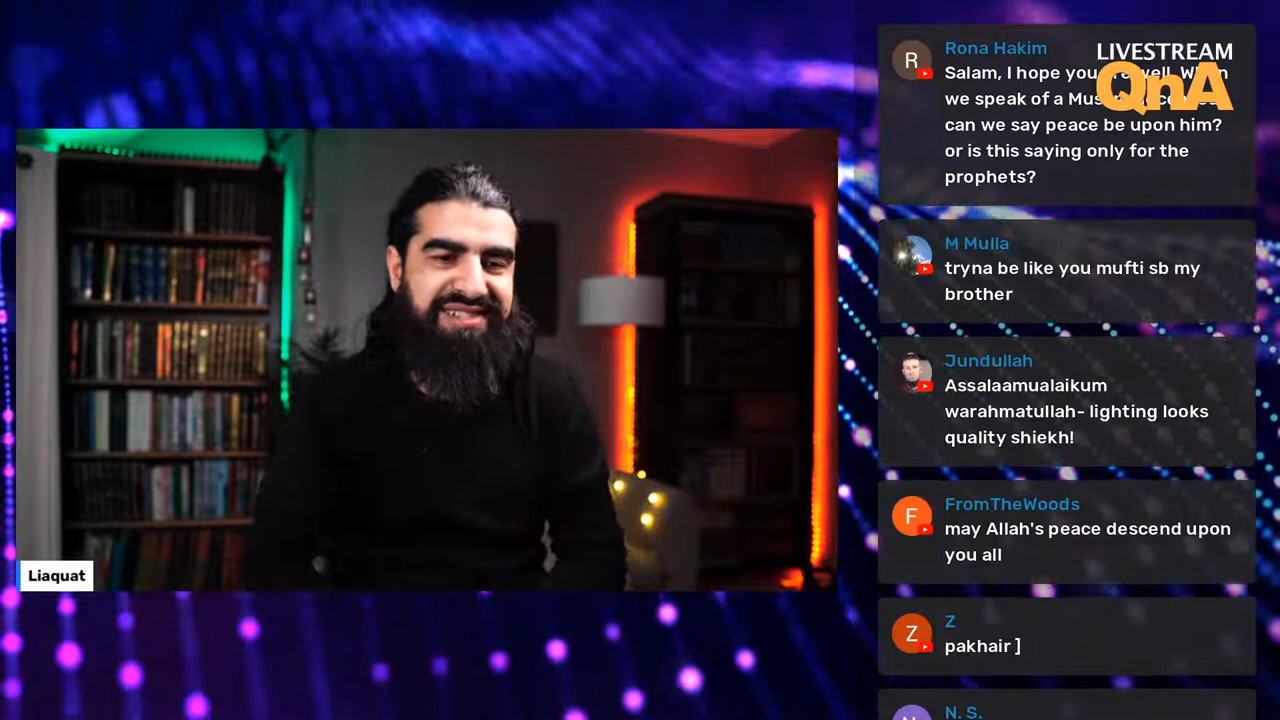 Rona Hakim
LIVESTREAM
QnA
R
Salam, I hope you well.
we speak of a
can we say peace be upon him?
or is this saying only for the
prophets?
M Mulla
tryna be like you mufti sb my
brother
Jundullah
Assalaamualaikum
warahmatullah- lighting looks
quality shiekh!
FromTheWoods
F
may Allah's peace descend upon
you all
Liaquat
Z
Z
pakhair ]
N. S.